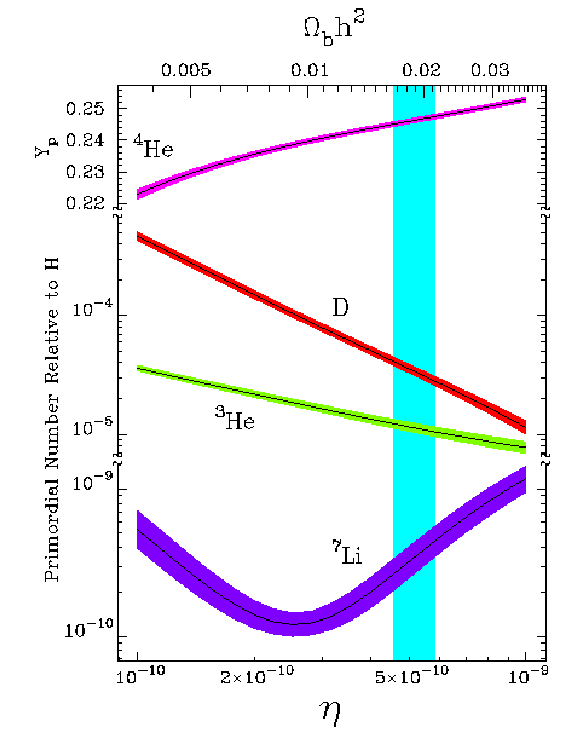 Ω_b h²
0.005 0.01 0.02 0.03
0.25
0.24
0.23
0.22
Y_p
⁴He
Primordial Number Relative to H
10⁻⁴
D
³He
10⁻⁵
10⁻⁹
⁷Li
10⁻¹⁰
10⁻¹⁰ 2×10⁻¹⁰ 5×10⁻¹⁰ 10⁻⁹
η